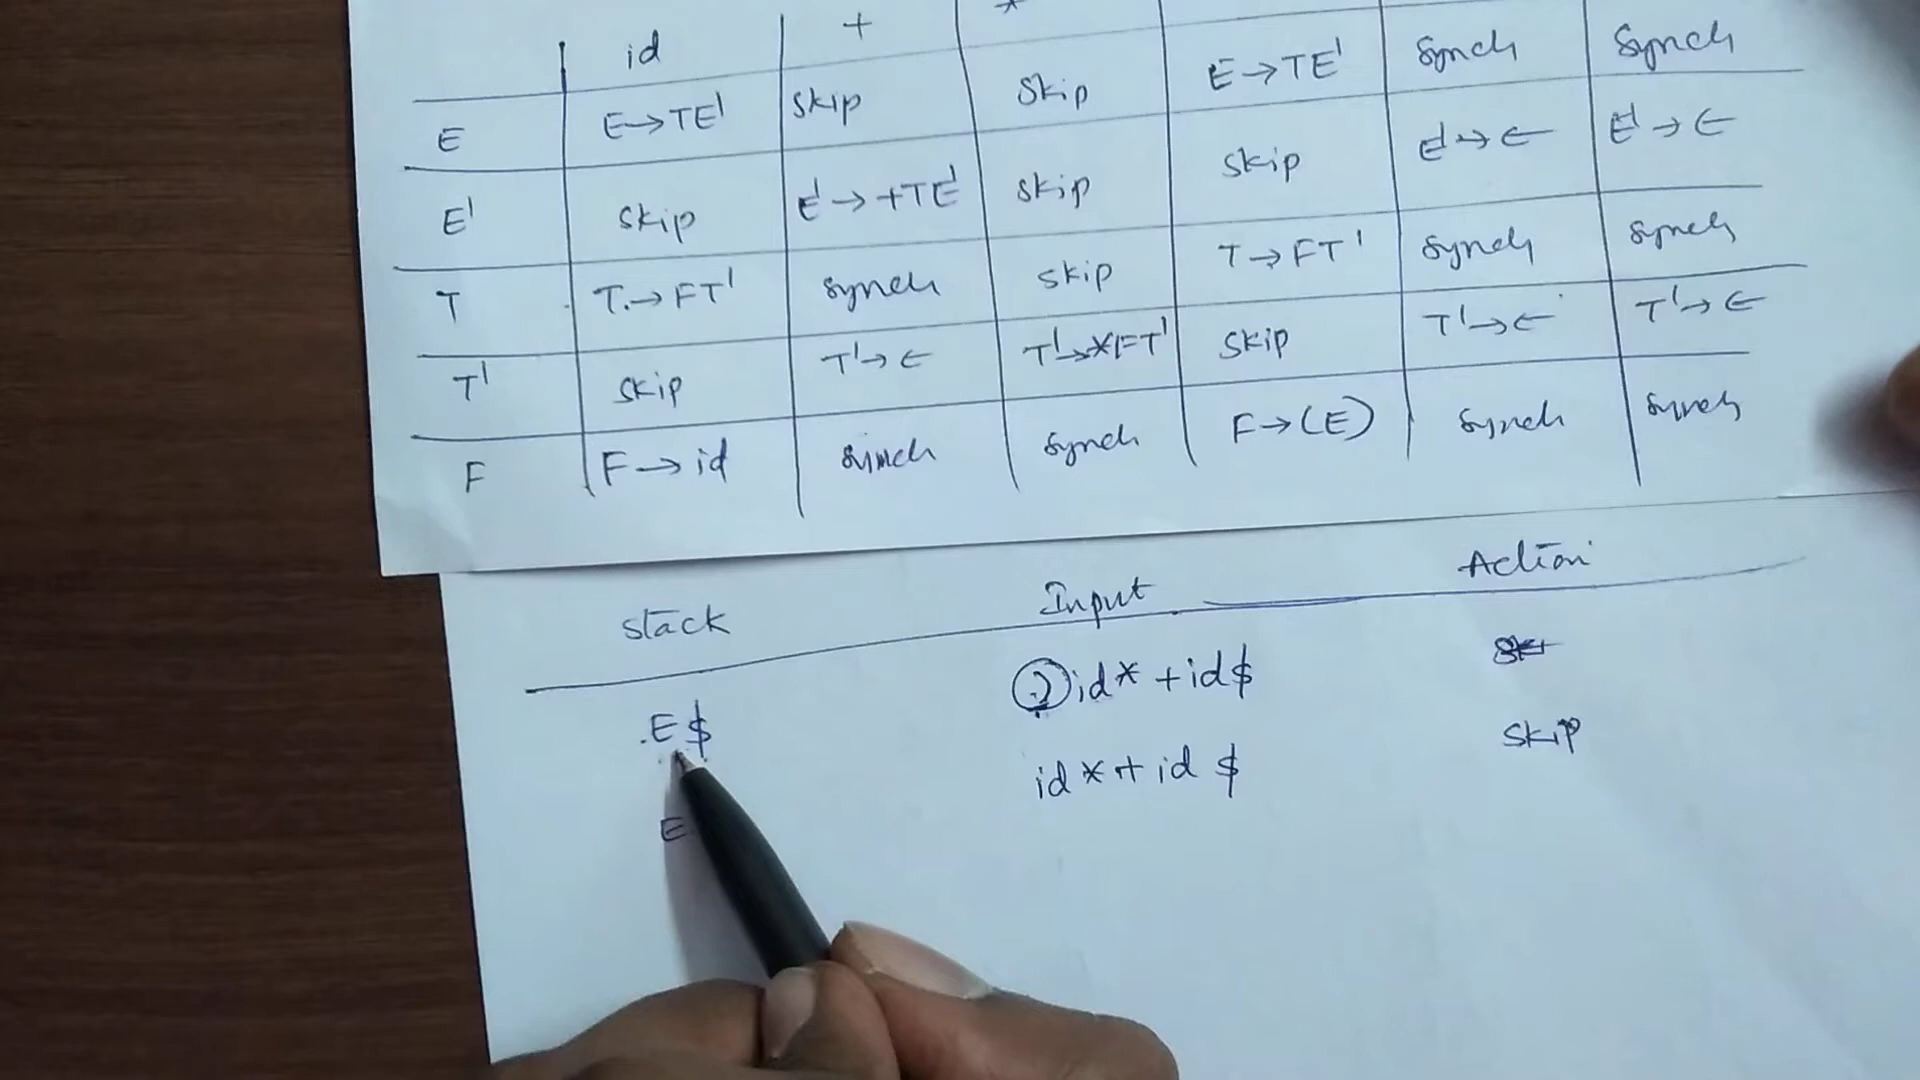 id + *
E E→TE' skip skip E→TE' synch synch
E' skip E'→+TE' skip skip E'→∈ E'→∈
T T→FT' synch skip T→FT' synch synch
T' skip T'→∈ T'→*FT' skip T'→∈ T'→∈
F F→id synch synch F→(E) synch synch
stack Input Action
E$ )id*+id$
id*+id$ skip
E